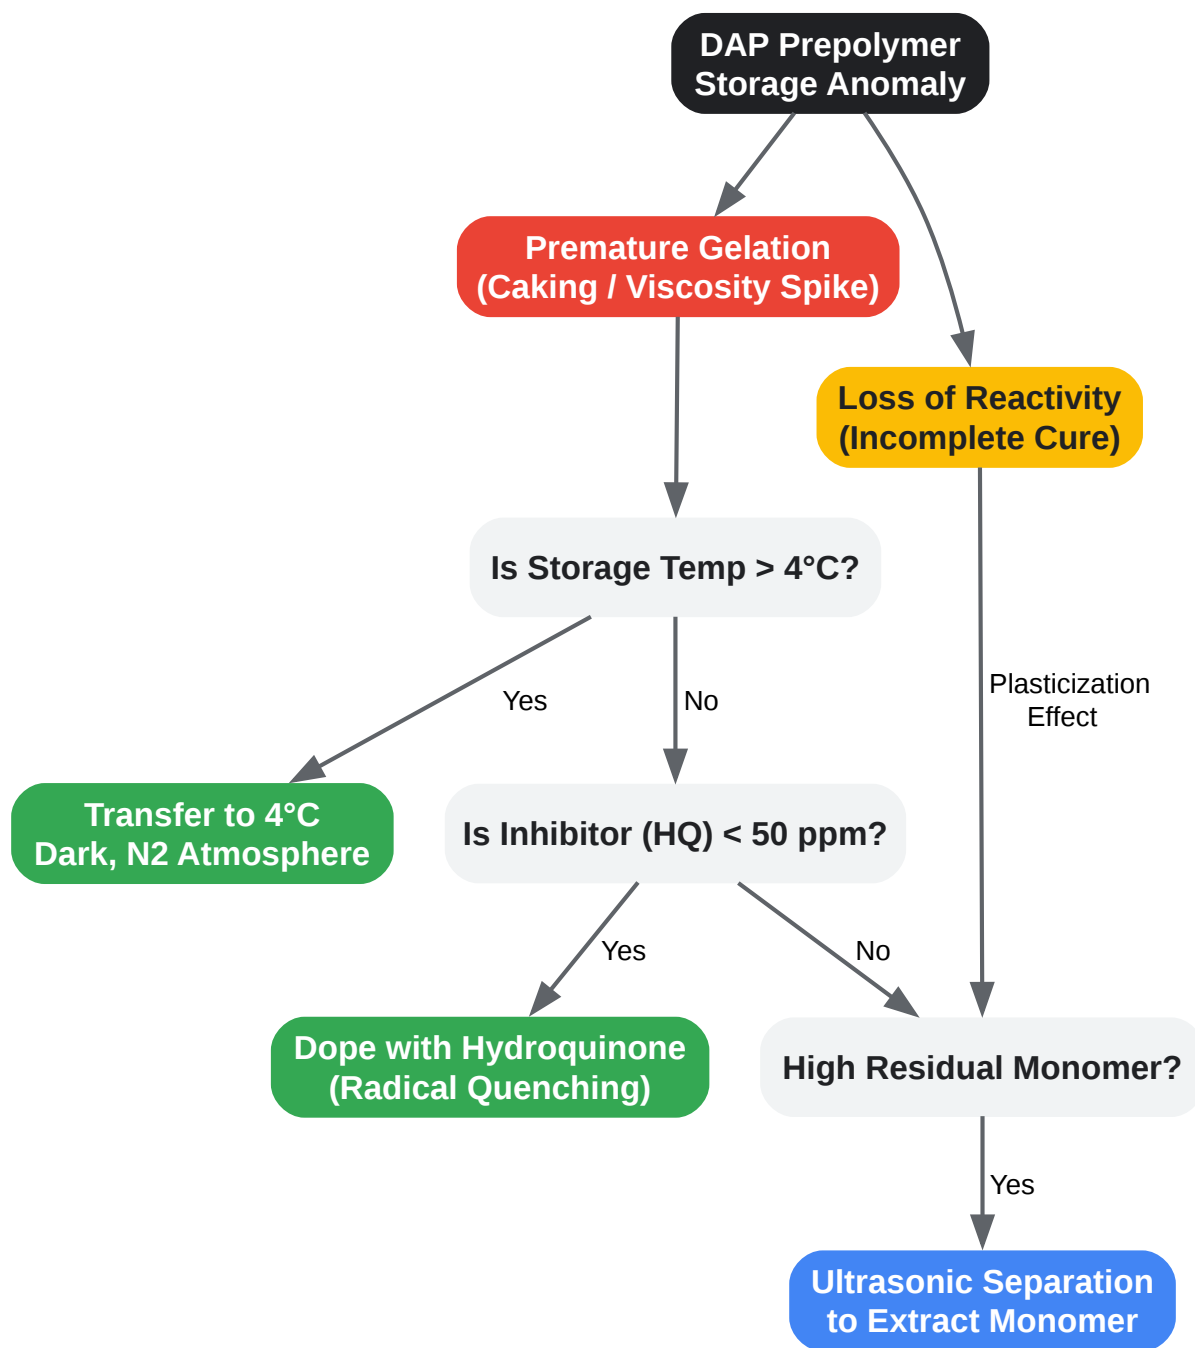 DAP Prepolymer
Storage Anomaly
Premature Gelation
(Caking / Viscosity Spike)
Loss of Reactivity
(Incomplete Cure)
Is Storage Temp > 4°C?
Plasticization
Effect
Yes
No
Transfer to 4°C
Dark, N2 Atmosphere
Is Inhibitor (HQ) < 50 ppm?
Yes
No
Dope with Hydroquinone
(Radical Quenching)
High Residual Monomer?
Yes
Ultrasonic Separation
to Extract Monomer